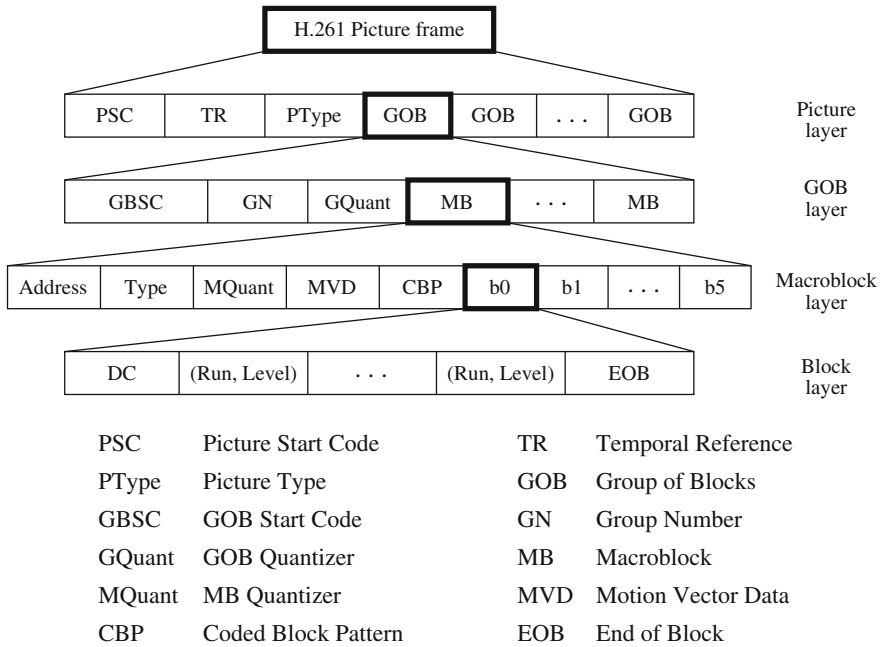 H.261 Picture frame
PSC TR PType GOB GOB . . . GOB Picture layer
GBSC GN GQuant MB . . . MB GOB layer
Address Type MQuant MVD CBP b0 b1 . . . b5 Macroblock layer
DC (Run, Level) . . . (Run, Level) EOB Block layer
PSC Picture Start Code TR Temporal Reference
PType Picture Type GOB Group of Blocks
GBSC GOB Start Code GN Group Number
GQuant GOB Quantizer MB Macroblock
MQuant MB Quantizer MVD Motion Vector Data
CBP Coded Block Pattern EOB End of Block